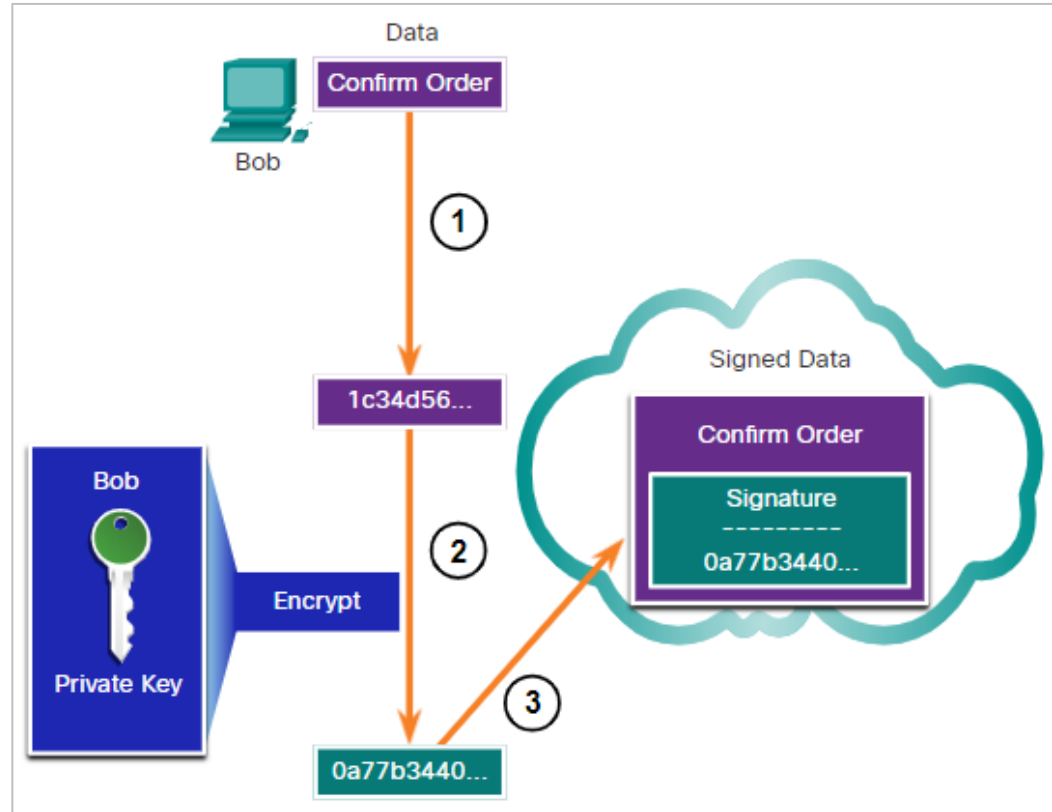 Data
Confirm Order
Bob
1
1c34d56...
Signed Data
Confirm Order
Signature
---------
0a77b3440...
Bob
2
Encrypt
Private Key
3
0a77b3440...